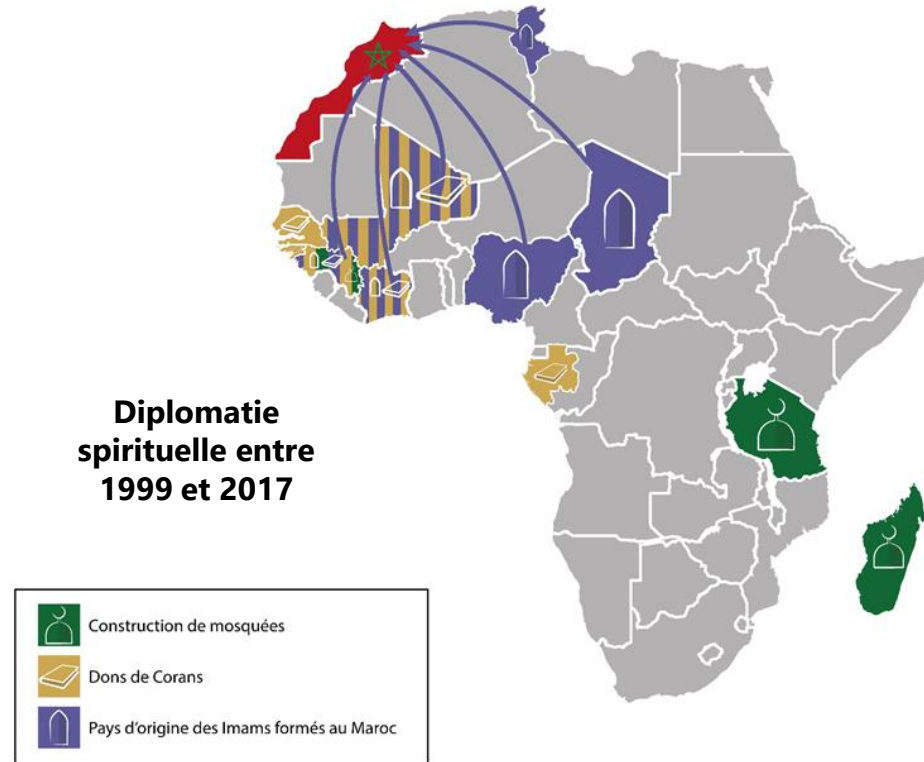 Diplomatie
spirituelle entre
1999 et 2017
Construction de mosquées
Dons de Corans
Pays d'origine des Imams formés au Maroc